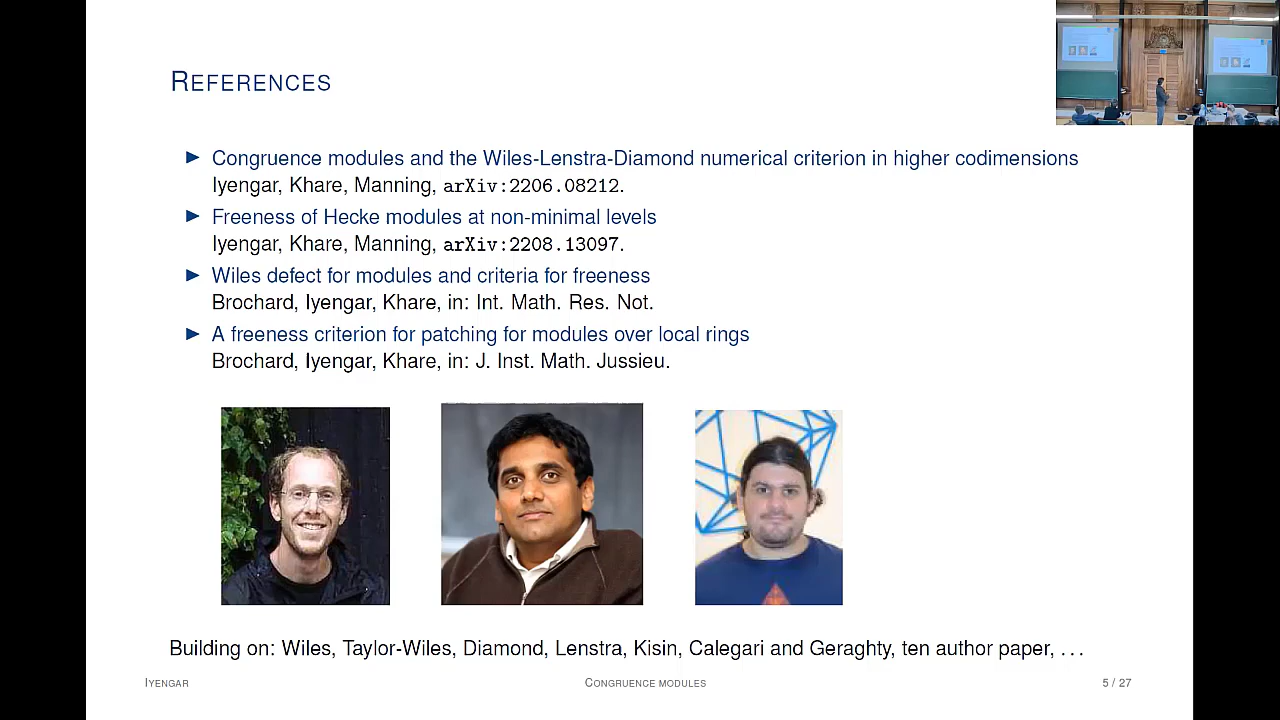 REFERENCES
► Congruence modules and the Wiles-Lenstra-Diamond numerical criterion in higher codimensions
Iyengar, Khare, Manning, arXiv:2206.08212.
► Freeness of Hecke modules at non-minimal levels
Iyengar, Khare, Manning, arXiv:2208.13097.
► Wiles defect for modules and criteria for freeness
Brochard, Iyengar, Khare, in: Int. Math. Res. Not.
► A freeness criterion for patching for modules over local rings
Brochard, Iyengar, Khare, in: J. Inst. Math. Jussieu.
Building on: Wiles, Taylor-Wiles, Diamond, Lenstra, Kisin, Calegari and Geraghty, ten author paper, ...
IYENGAR CONGRUENCE MODULES 5 / 27